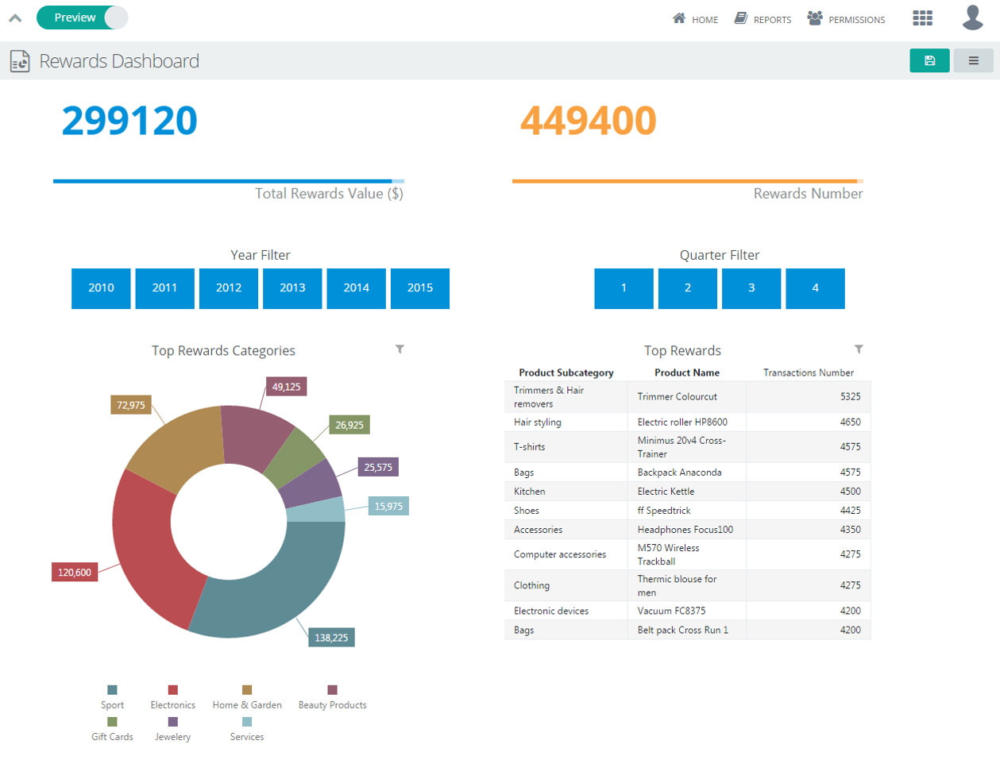 Preview
HOME
REPORTS
PERMISSIONS
Rewards Dashboard
299120
Total Rewards Value ($)
449400
Rewards Number
Year Filter
2010 2011 2012 2013 2014 2015
Quarter Filter
1 2 3 4
Top Rewards Categories
49,125
72,975
26,925
25,575
15,975
120,600
138,225
Sport Electronics Home & Garden Beauty Products
Gift Cards Jewelery Services
Top Rewards
Product Subcategory Product Name Transactions Number
Trimmers & Hair
removers
Trimmer Colourcut
5325
Hair styling Electric roller HP8600 4650
T-shirts
Minimus 20v4 Cross-
Trainer
4575
Bags Backpack Anaconda 4575
Kitchen Electric Kettle 4500
Shoes ff Speedtrick 4425
Accessories Headphones Focus100 4350
Computer accessories
M570 Wireless
Trackball
4275
Clothing
Thermic blouse for
men
4275
Electronic devices Vacuum FC8375 4200
Bags Belt pack Cross Run 1 4200